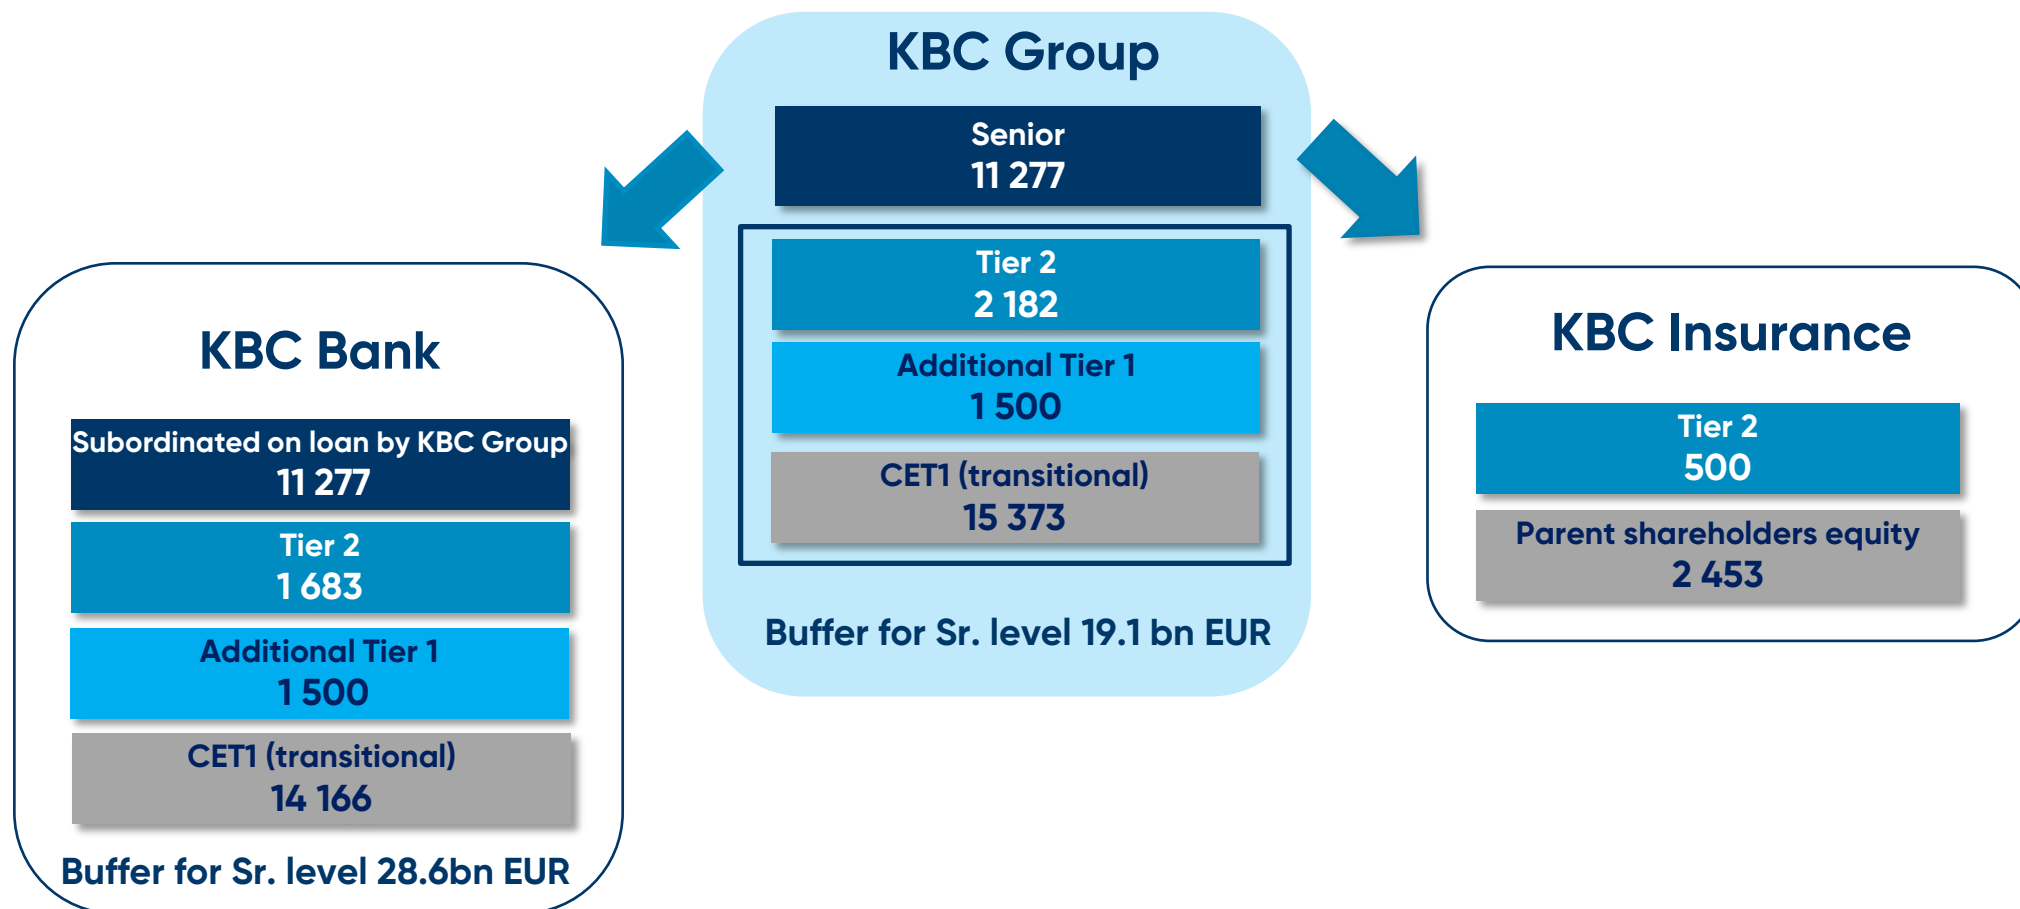 KBC Group
Senior
11 277
Tier 2
2 182
Additional Tier 1
1 500
CET1 (transitional)
15 373
Buffer for Sr. level 19.1 bn EUR
KBC Bank
Subordinated on loan by KBC Group
11 277
Tier 2
1 683
Additional Tier 1
1 500
CET1 (transitional)
14 166
Buffer for Sr. level 28.6bn EUR
KBC Insurance
Tier 2
500
Parent shareholders equity
2 453